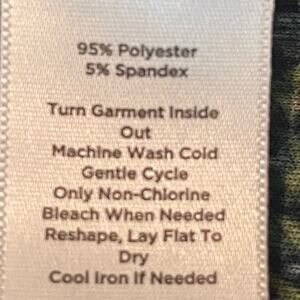 95% Polyester
5% Spandex
Turn Garment Inside
Out
Machine Wash Cold
Gentle Cycle
Only Non-Chlorine
Bleach When Needed
Reshape, Lay Flat To
Dry
Cool Iron If Needed